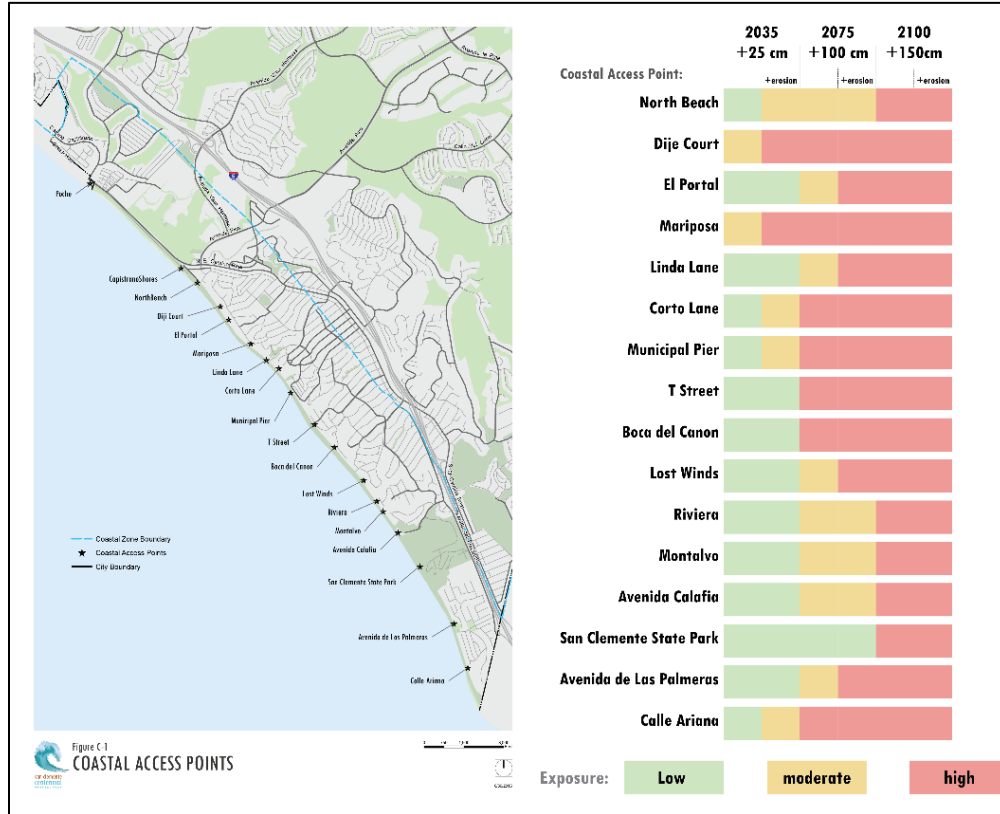 Poche
CapistranoShores
NorthBeach
Diji Court
El Portal
Mariposa
Linda Lane
Corto Lane
Municipal Pier
T Street
Boca del Canon
Lost Winds
Riviera
Montalvo
Avenida Calafia
San Clemente State Park
Avenida de Las Palmeras
Calle Ariana
Coastal Zone Boundary
Coastal Access Points
City Boundary
Figure C-1
COASTAL ACCESS POINTS
2035 2075 2100
+25 cm +100 cm +150cm
Coastal Access Point: +erosion +erosion +erosion
North Beach
Dije Court
El Portal
Mariposa
Linda Lane
Corto Lane
Municipal Pier
T Street
Boca del Canon
Lost Winds
Riviera
Montalvo
Avenida Calafia
San Clemente State Park
Avenida de Las Palmeras
Calle Ariana
Exposure: Low moderate high